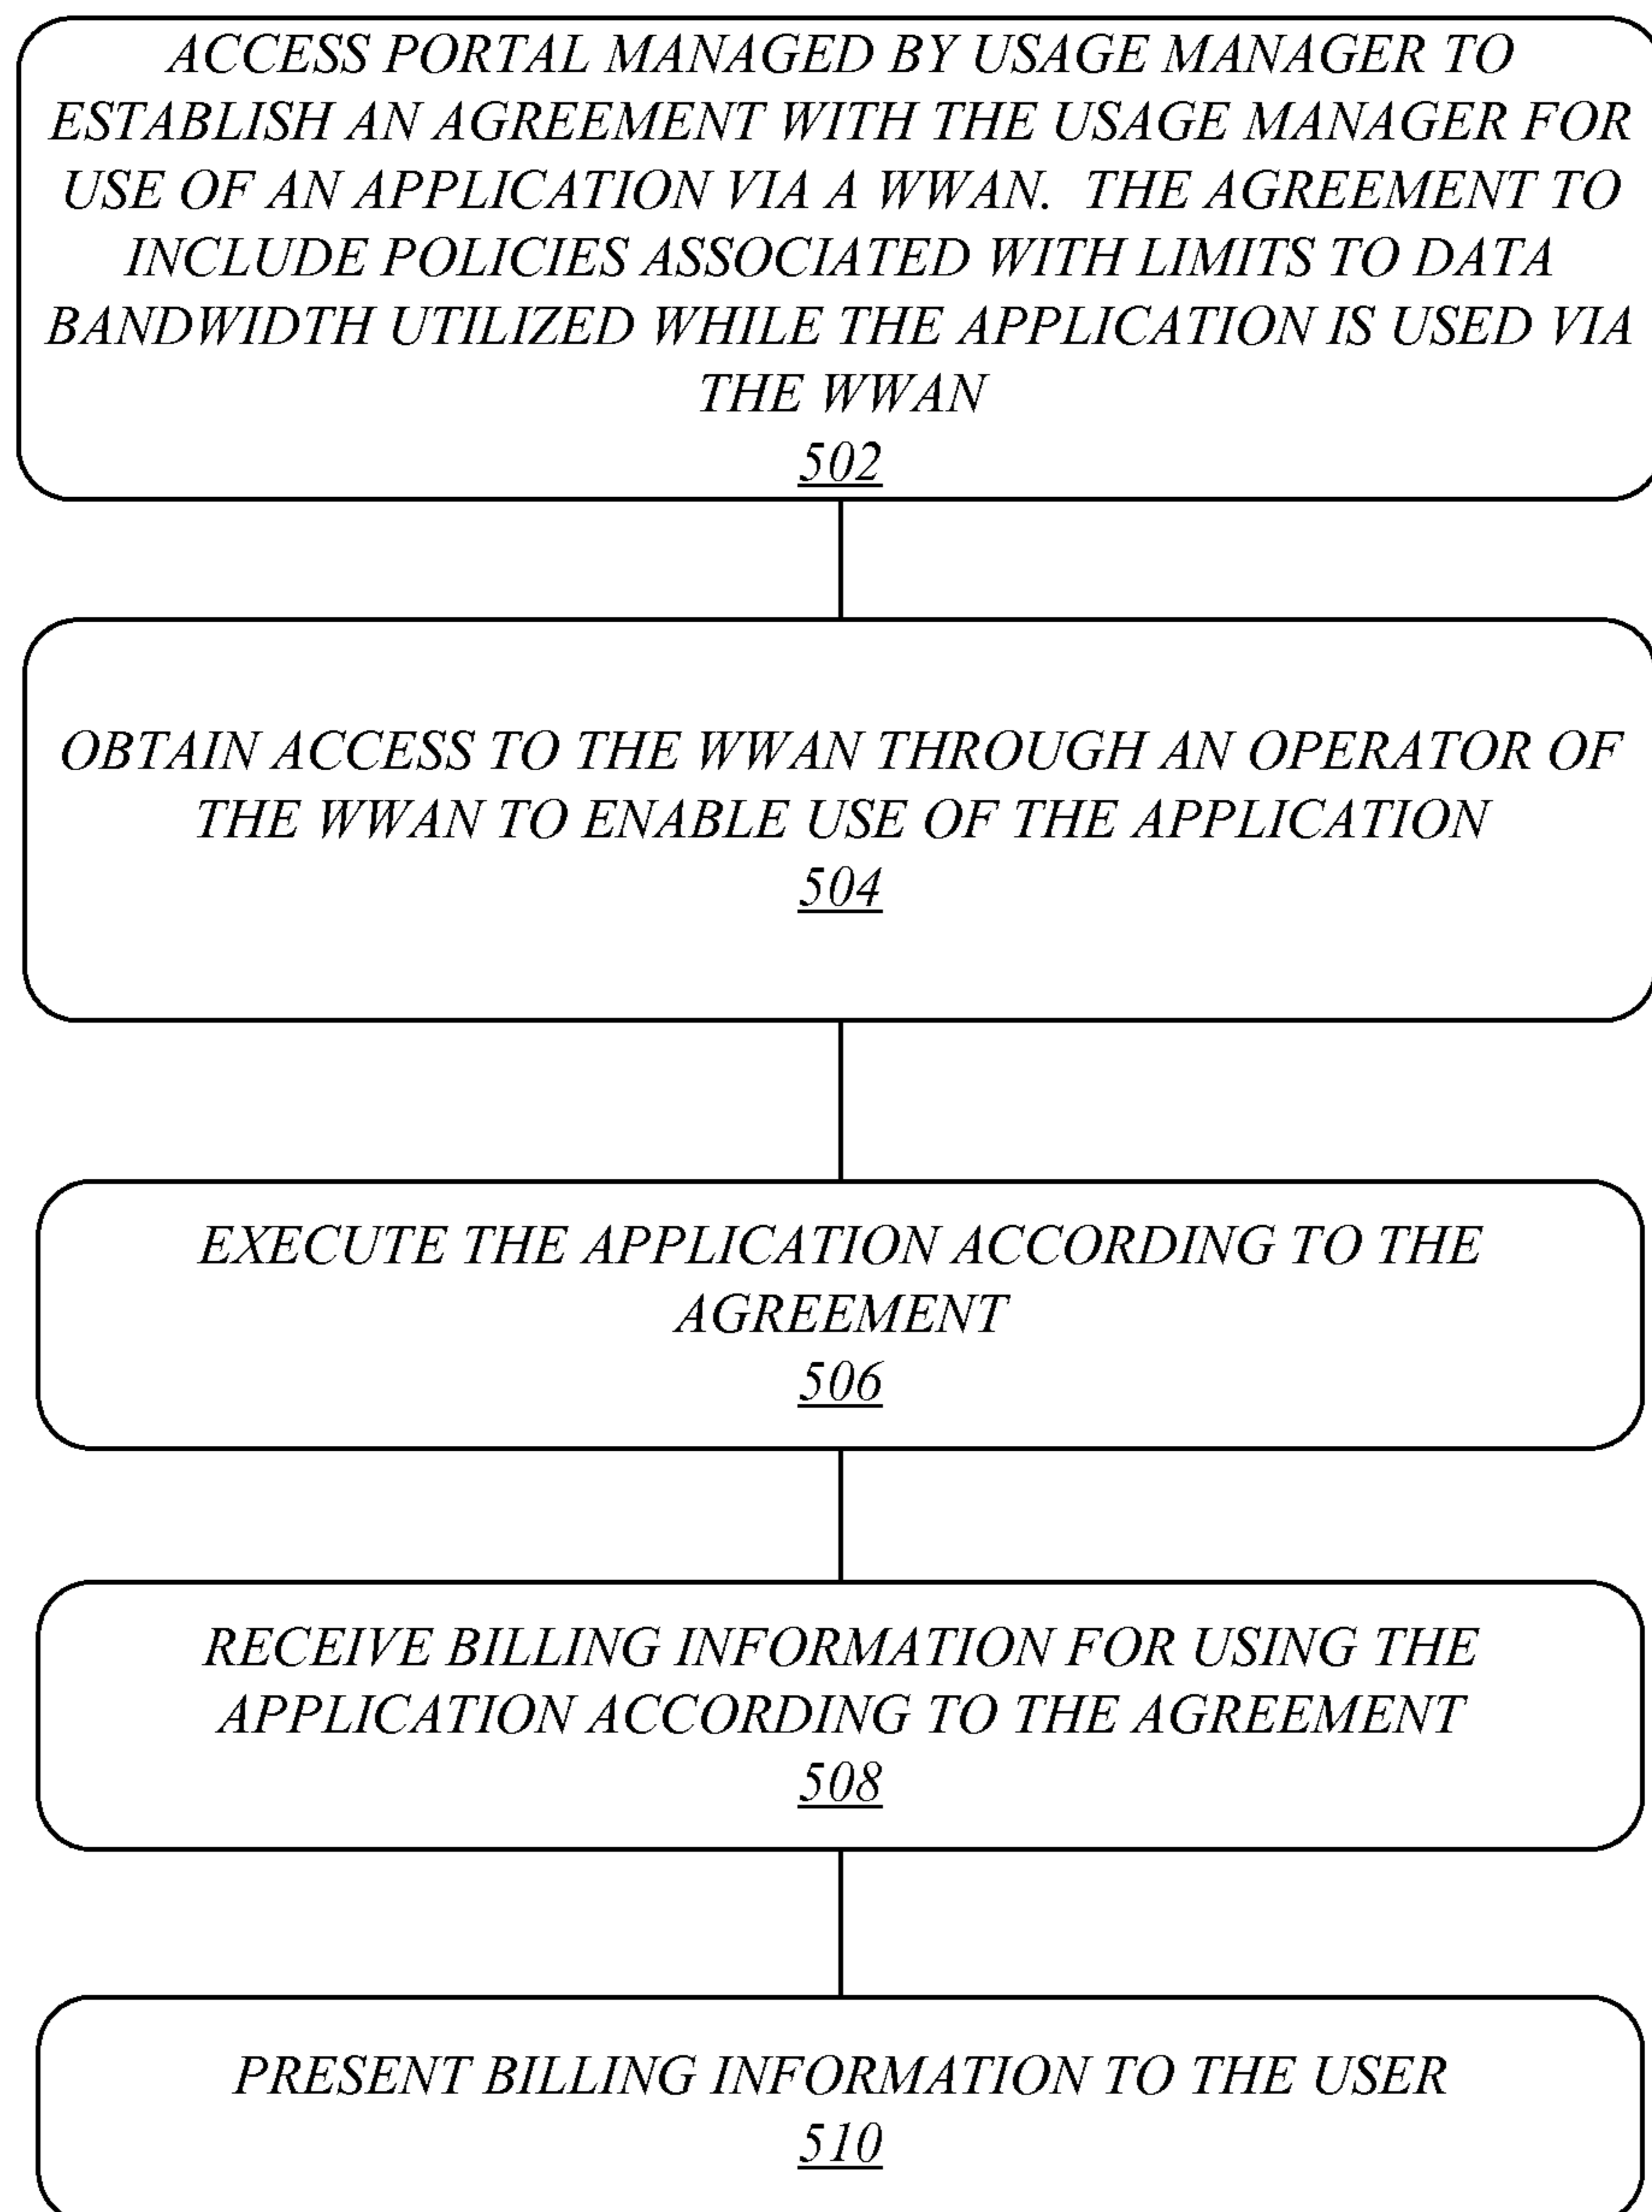 ACCESS PORTAL MANAGED BY USAGE MANAGER TO
ESTABLISH AN AGREEMENT WITH THE USAGE MANAGER FOR
USE OF AN APPLICATION VIA A WWAN. THE AGREEMENT TO
INCLUDE POLICIES ASSOCIATED WITH LIMITS TO DATA
BANDWIDTH UTILIZED WHILE THE APPLICATION IS USED VIA
THE WWAN
502
OBTAIN ACCESS TO THE WWAN THROUGH AN OPERATOR OF
THE WWAN TO ENABLE USE OF THE APPLICATION
504
EXECUTE THE APPLICATION ACCORDING TO THE
AGREEMENT
506
RECEIVE BILLING INFORMATION FOR USING THE
APPLICATION ACCORDING TO THE AGREEMENT
508
PRESENT BILLING INFORMATION TO THE USER
510